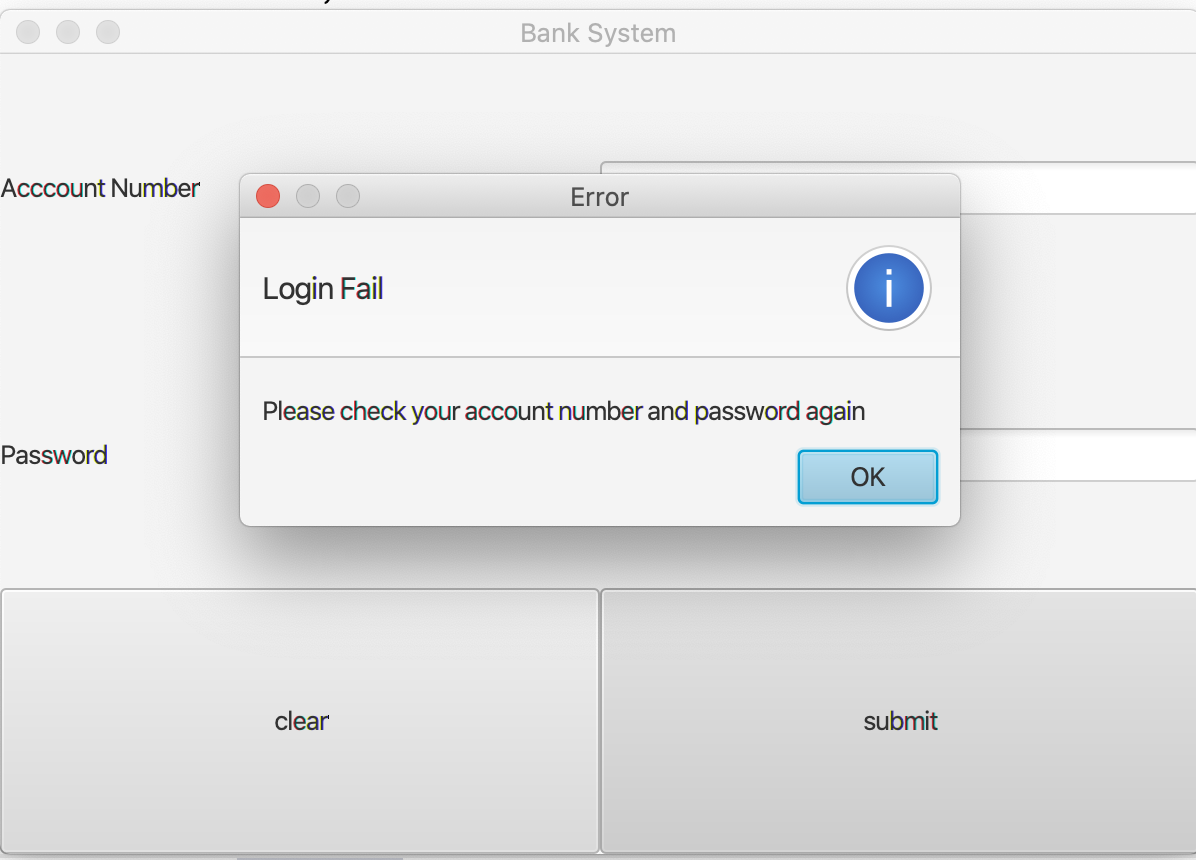 Bank System
Acccount Number
Error
Login Fail
i
Please check your account number and password again
Password
OK
clear
submit